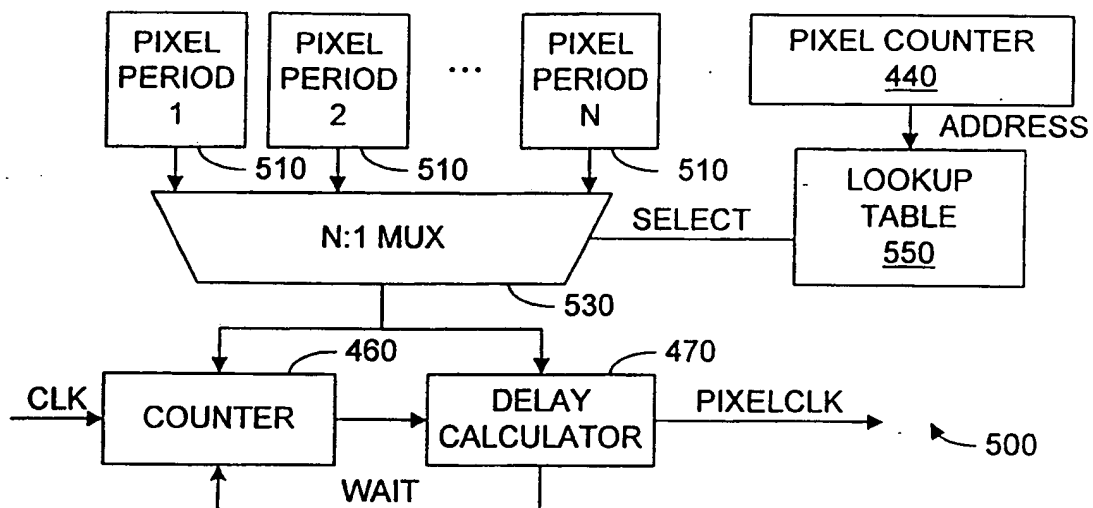 PIXEL
PERIOD
1
PIXEL
PERIOD
2
...
PIXEL
PERIOD
N
PIXEL COUNTER
440
510
510
510
ADDRESS
N:1 MUX
SELECT
LOOKUP
TABLE
550
530
460
470
CLK
COUNTER
DELAY
CALCULATOR
PIXELCLK
500
WAIT